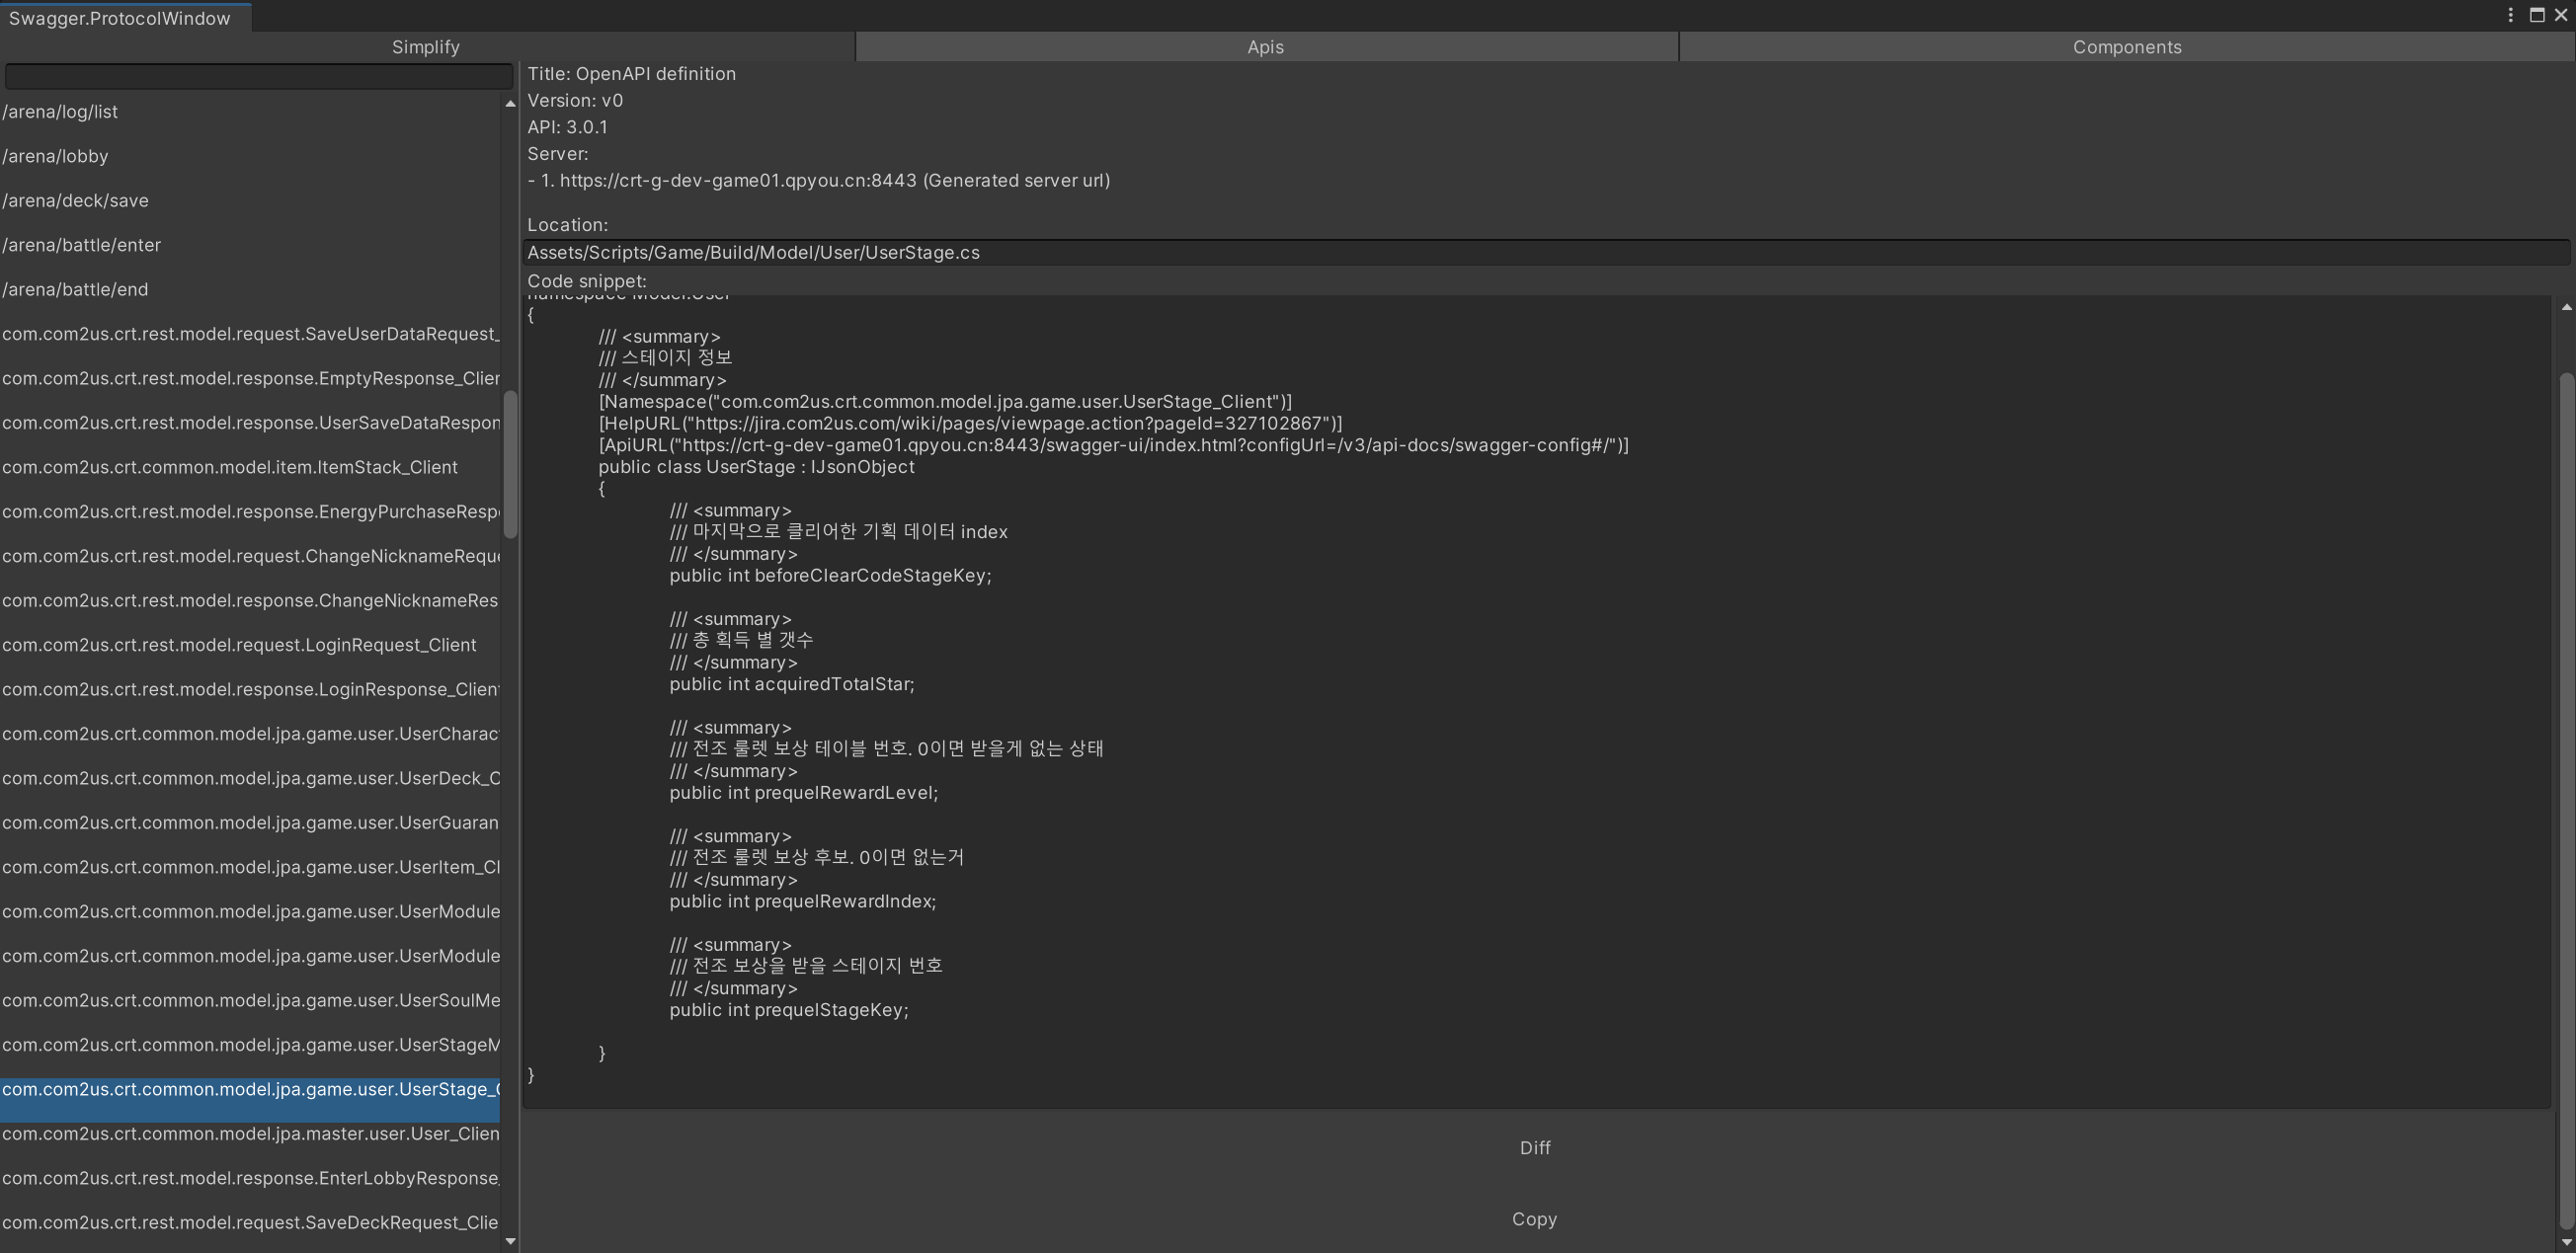 Swagger.ProtocolWindow
Simplify
Apis
Components
/arena/log/list
/arena/lobby
/arena/deck/save
/arena/battle/enter
/arena/battle/end
com.com2us.crt.rest.model.request.SaveUserDataRequest_
com.com2us.crt.rest.model.response.EmptyResponse_Clien
com.com2us.crt.rest.model.response.UserSaveDataRespon
com.com2us.crt.common.model.item.ItemStack_Client
com.com2us.crt.rest.model.response.EnergyPurchaseRespo
com.com2us.crt.rest.model.request.ChangeNicknameReque
com.com2us.crt.rest.model.response.ChangeNicknameRes
com.com2us.crt.rest.model.request.LoginRequest_Client
com.com2us.crt.rest.model.response.LoginResponse_Client
com.com2us.crt.common.model.jpa.game.user.UserCharac
com.com2us.crt.common.model.jpa.game.user.UserDeck_C
com.com2us.crt.common.model.jpa.game.user.UserGuaran
com.com2us.crt.common.model.jpa.game.user.UserItem_Cl
com.com2us.crt.common.model.jpa.game.user.UserModule
com.com2us.crt.common.model.jpa.game.user.UserModule
com.com2us.crt.common.model.jpa.game.user.UserSoulMe
com.com2us.crt.common.model.jpa.game.user.UserStageM
com.com2us.crt.common.model.jpa.game.user.UserStage_C
com.com2us.crt.common.model.jpa.master.user.User_Clien
com.com2us.crt.rest.model.response.EnterLobbyResponse_
com.com2us.crt.rest.model.request.SaveDeckRequest_Clie
Title: OpenAPI definition
Version: v0
API: 3.0.1
Server:
- 1. https://crt-g-dev-game01.qpyou.cn:8443 (Generated server url)
Location:
Assets/Scripts/Game/Build/Model/User/UserStage.cs
Code snippet:
namespace Model.User
{
/// <summary>
/// 스테이지 정보
/// </summary>
[Namespace("com.com2us.crt.common.model.jpa.game.user.UserStage_Client")]
[HelpURL("https://jira.com2us.com/wiki/pages/viewpage.action?pageId=327102867")]
[ApiURL("https://crt-g-dev-game01.qpyou.cn:8443/swagger-ui/index.html?configUrl=/v3/api-docs/swagger-config#/")]
public class UserStage : IJsonObject
{
/// <summary>
/// 마지막으로 클리어한 기획 데이터 index
/// </summary>
public int beforeClearCodeStageKey;
/// <summary>
/// 총 획득 별 갯수
/// </summary>
public int acquiredTotalStar;
/// <summary>
/// 전조 룰렛 보상 테이블 번호. 0이면 받을게 없는 상태
/// </summary>
public int prequelRewardLevel;
/// <summary>
/// 전조 룰렛 보상 후보. 0이면 없는거
/// </summary>
public int prequelRewardIndex;
/// <summary>
/// 전조 보상을 받을 스테이지 번호
/// </summary>
public int prequelStageKey;
}
}
Diff
Copy